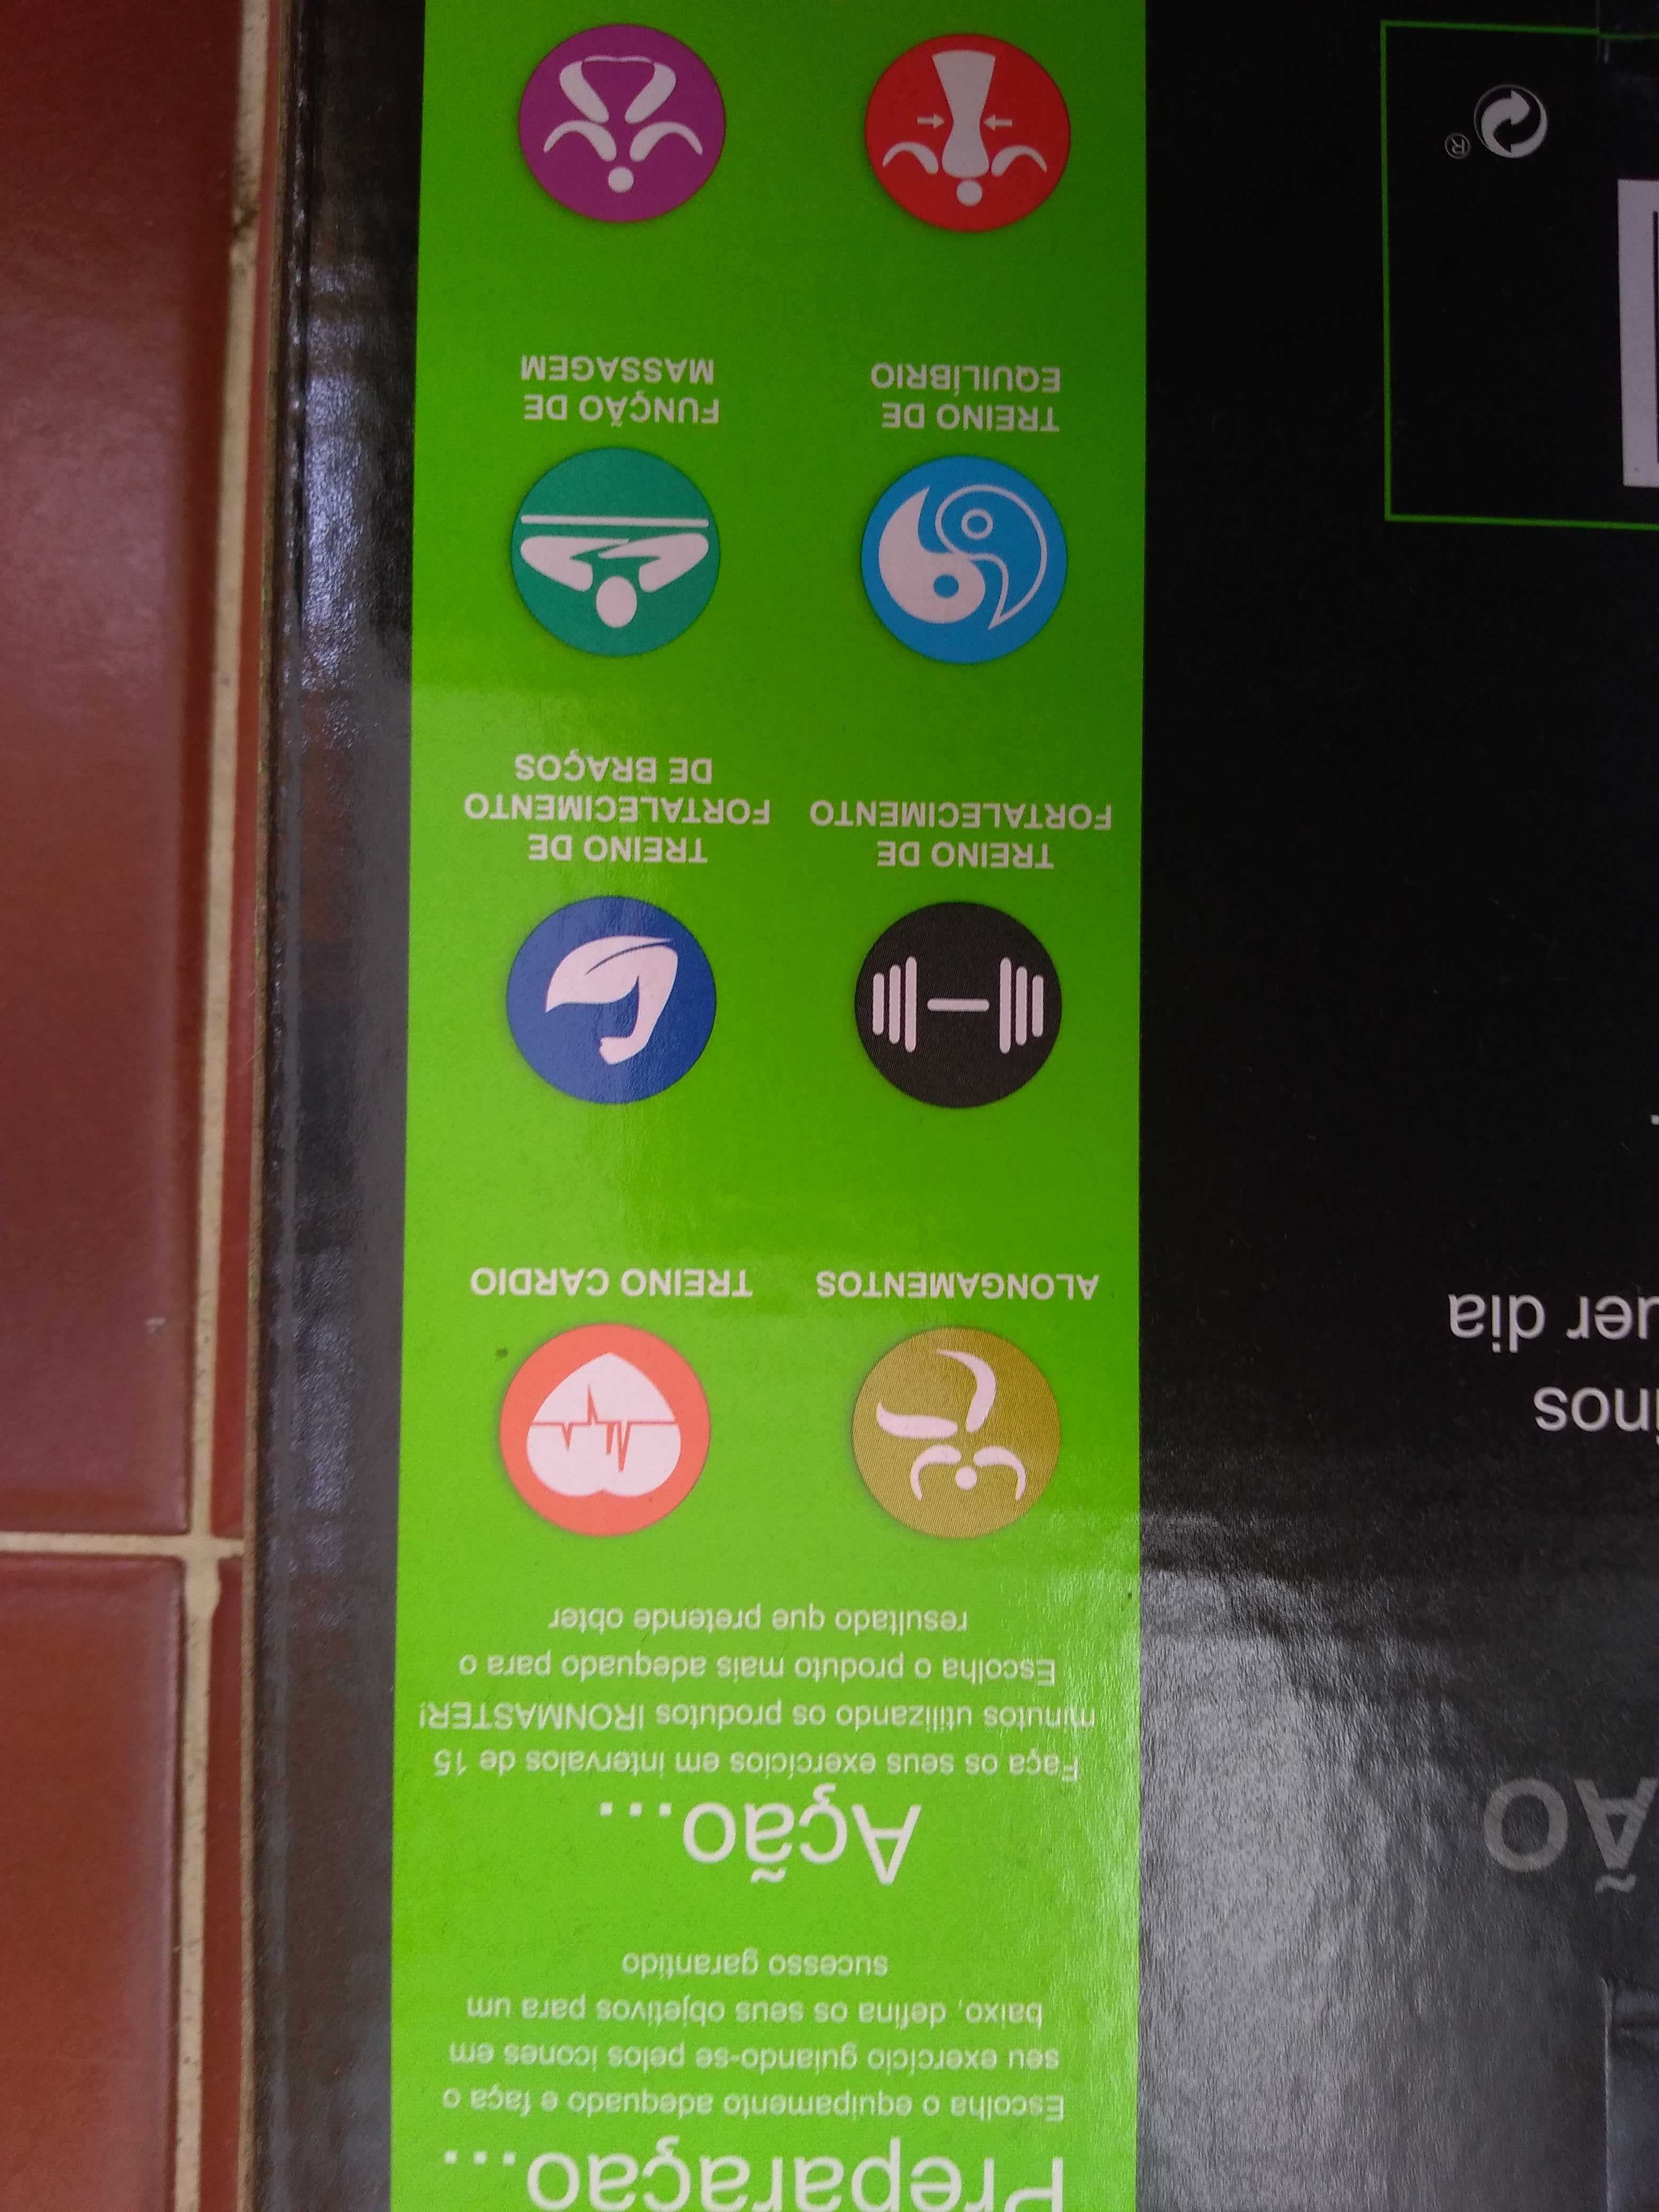 Preparação...
Escolha o equipamento adequado e faça o
seu exercício guiando-se pelos ícones em
baixo, defina os seus objetivos para um
sucesso garantido
Ação...
Faça os seus exercícios em intervalos de 15
minutos utilizando os produtos IRONMASTER!
Escolha o produto mais adequado para o
resultado que pretende obter
ALONGAMENTOS
TREINO CARDIO
TREINO DE
FORTALECIMENTO
TREINO DE
FORTALECIMENTO
DE BRAÇOS
TREINO DE
EQUILÍBRIO
FUNÇÃO DE
MASSAGEM
ÃO
inos
uer dia
®